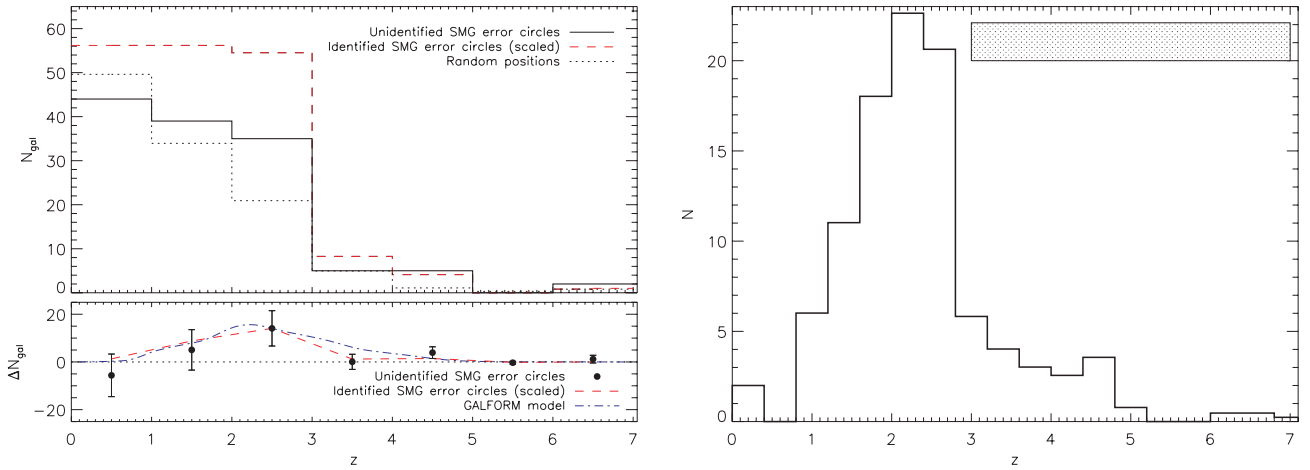 60
50
40
30
20
10
0
N_gal
Unidentified SMG error circles
Identified SMG error circles (scaled)
Random positions
20
0
−20
ΔN_gal
Unidentified SMG error circles
Identified SMG error circles (scaled)
GALFORM model
0 1 2 3 4 5 6 7
z
20
15
10
5
0
N
0 1 2 3 4 5 6 7
z